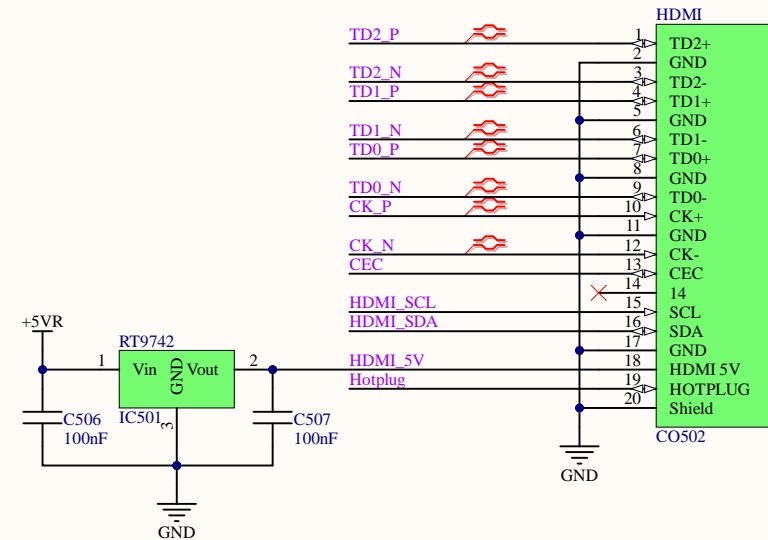 HDMI
TD2_P 1 TD2+
2 GND
TD2_N 3 TD2-
TD1_P 4 TD1+
5 GND
TD1_N 6 TD1-
TD0_P 7 TD0+
8 GND
TD0_N 9 TD0-
CK_P 10 CK+
11 GND
CK_N 12 CK-
CEC 13 CEC
14 14
HDMI_SCL 15 SCL
HDMI_SDA 16 SDA
17 GND
HDMI_5V 18 HDMI 5V
Hotplug 19 HOTPLUG
20 Shield
CO502
GND
+5VR
RT9742
1 Vin GND Vout 2
IC501 3
C506
100nF
C507
100nF
GND